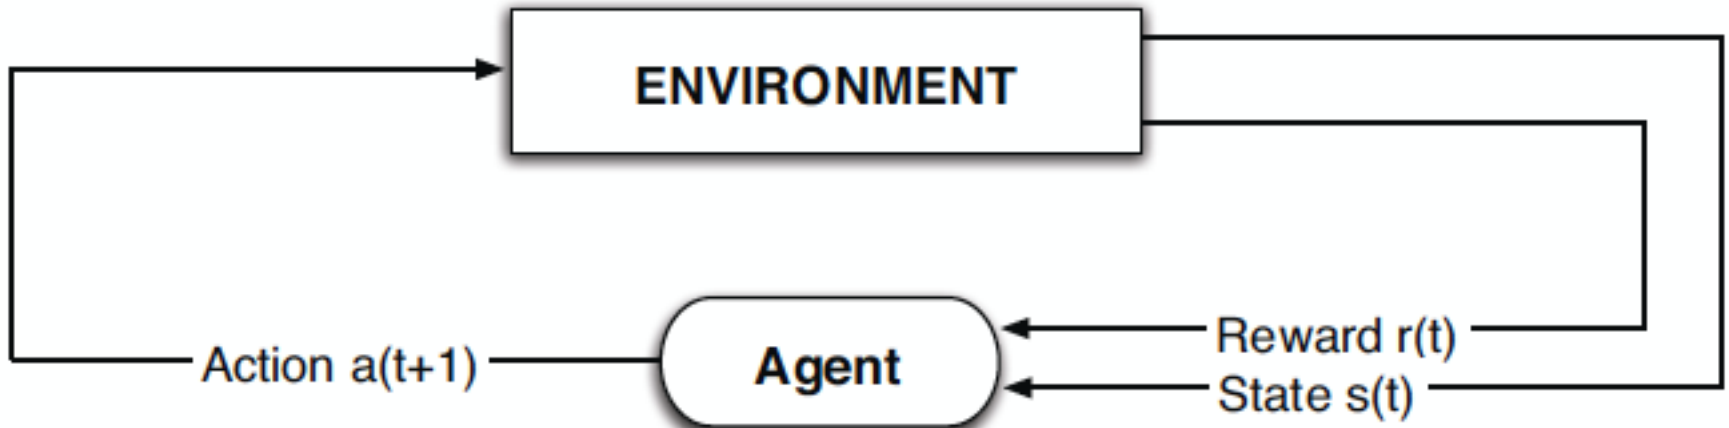 ENVIRONMENT
Reward r(t)
Action a(t+1)
Agent
State s(t)